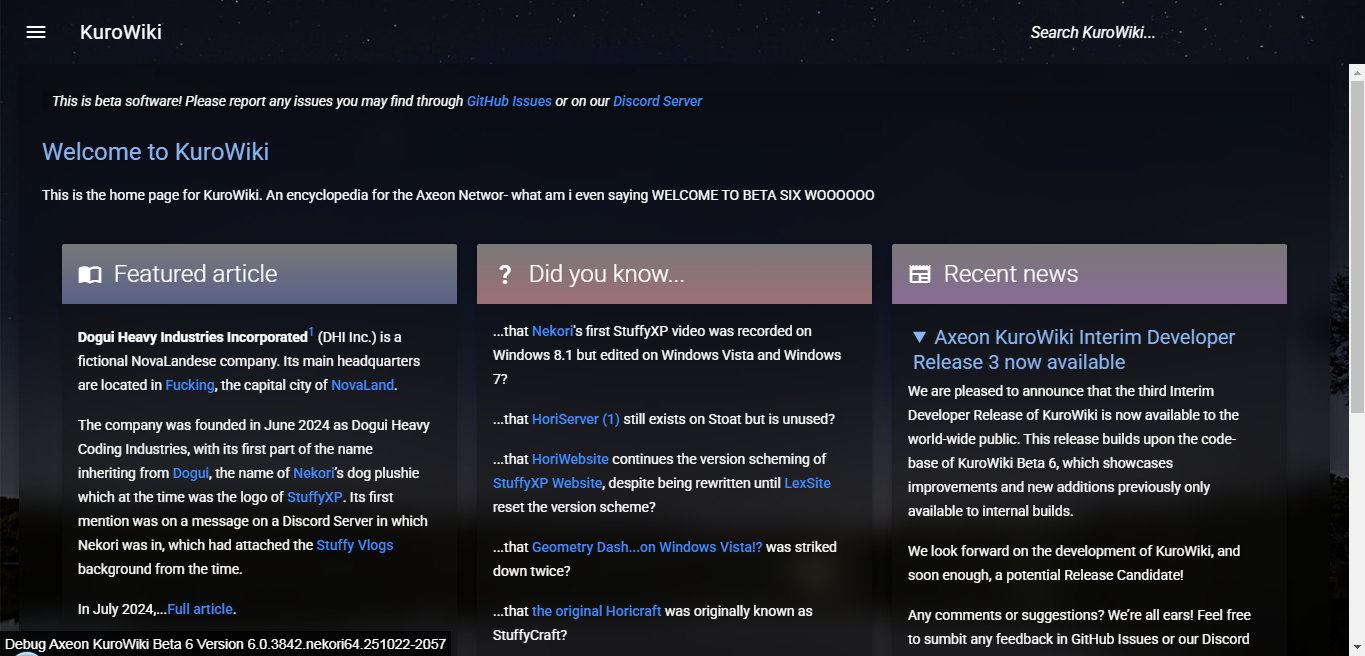 KuroWiki
Search KuroWiki...
This is beta software! Please report any issues you may find through GitHub Issues or on our Discord Server
Welcome to KuroWiki
This is the home page for KuroWiki. An encyclopedia for the Axeon Networ- what am i even saying WELCOME TO BETA SIX WOOOOOO
Featured article
Dogui Heavy Industries Incorporated1 (DHI Inc.) is a
fictional NovaLandese company. Its main headquarters
are located in Fucking, the capital city of NovaLand.
The company was founded in June 2024 as Dogui Heavy
Coding Industries, with its first part of the name
inheriting from Dogui, the name of Nekori's dog plushie
which at the time was the logo of StuffyXP. Its first
mention was on a message on a Discord Server in which
Nekori was in, which had attached the Stuffy Vlogs
background from the time.
In July 2024,...Full article.
? Did you know...
...that Nekori's first StuffyXP video was recorded on
Windows 8.1 but edited on Windows Vista and Windows
7?
...that HoriServer (1) still exists on Stoat but is unused?
...that HoriWebsite continues the version scheming of
StuffyXP Website, despite being rewritten until LexSite
reset the version scheme?
...that Geometry Dash...on Windows Vista!? was striked
down twice?
...that the original Horicraft was originally known as
StuffyCraft?
Recent news
▼ Axeon KuroWiki Interim Developer
Release 3 now available
We are pleased to announce that the third Interim
Developer Release of KuroWiki is now available to the
world-wide public. This release builds upon the code-
base of KuroWiki Beta 6, which showcases
improvements and new additions previously only
available to internal builds.
We look forward on the development of KuroWiki, and
soon enough, a potential Release Candidate!
Any comments or suggestions? We're all ears! Feel free
to sumbit any feedback in GitHub Issues or our Discord
Debug Axeon KuroWiki Beta 6 Version 6.0.3842.nekori64.251022-2057